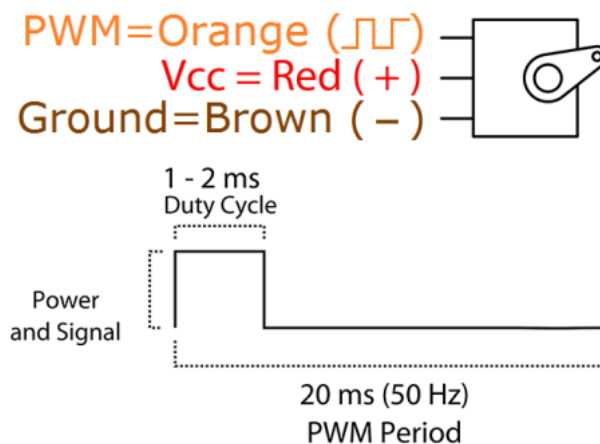 PWM=Orange (⎍⎍)
Vcc = Red ( + )
Ground=Brown ( – )
1 - 2 ms
Duty Cycle
Power
and Signal
20 ms (50 Hz)
PWM Period